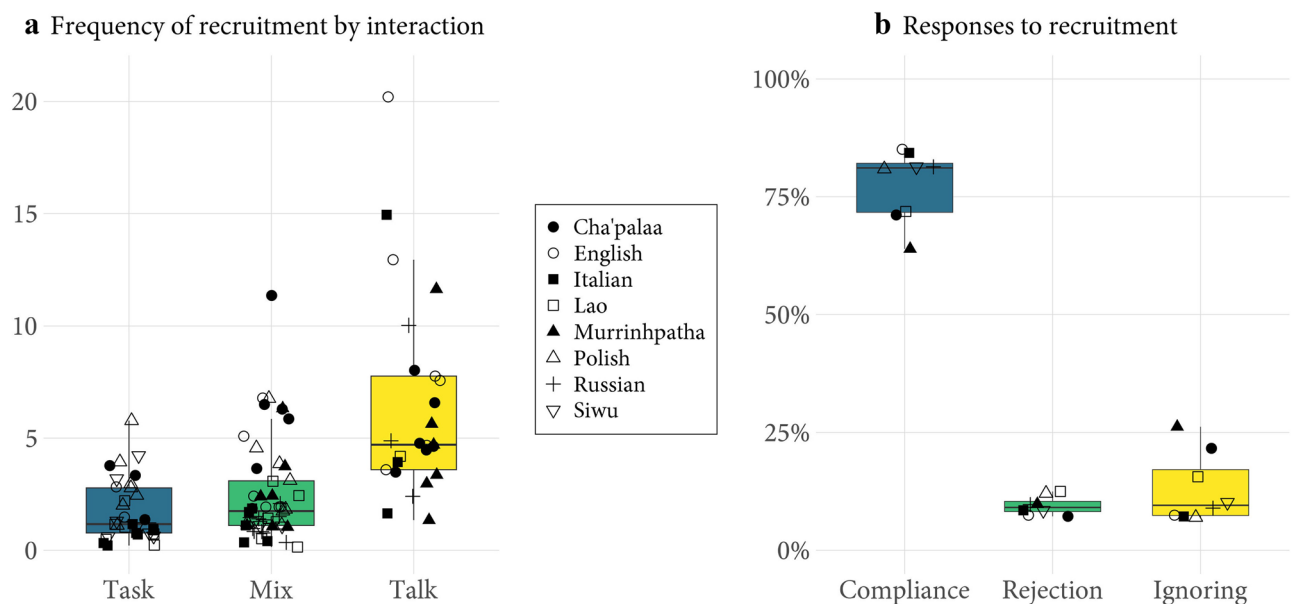 a Frequency of recruitment by interaction
20
15
10
5
0
Task Mix Talk
Cha'palaa
English
Italian
Lao
Murrinhpatha
Polish
Russian
Siwu
b Responses to recruitment
100%
75%
50%
25%
0%
Compliance Rejection Ignoring